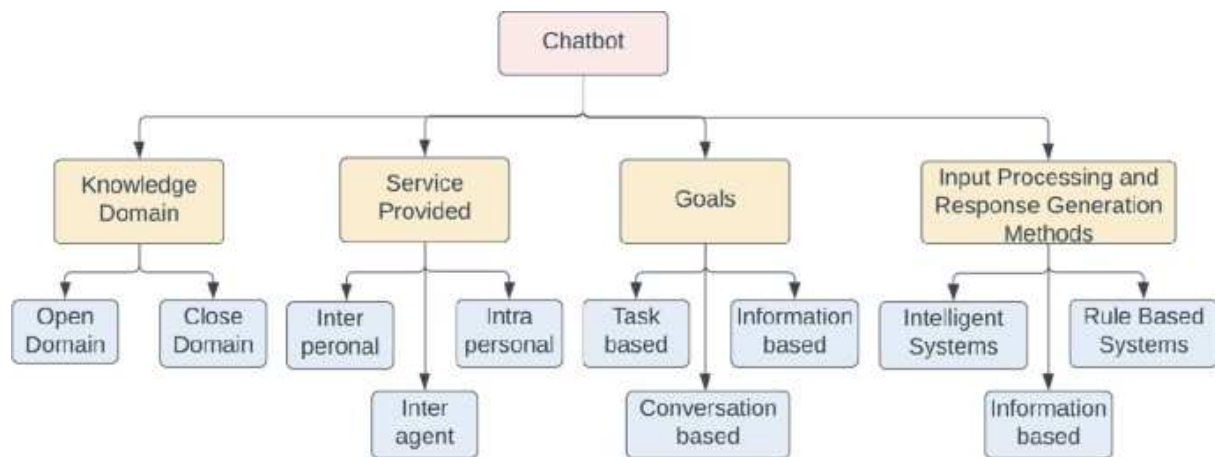 Chatbot
Knowledge
Domain
Service
Provided
Goals
Input Processing and
Response Generation
Methods
Open
Domain
Close
Domain
Inter
peronal
Intra
personal
Task
based
Information
based
Intelligent
Systems
Rule Based
Systems
Inter
agent
Conversation
based
Information
based